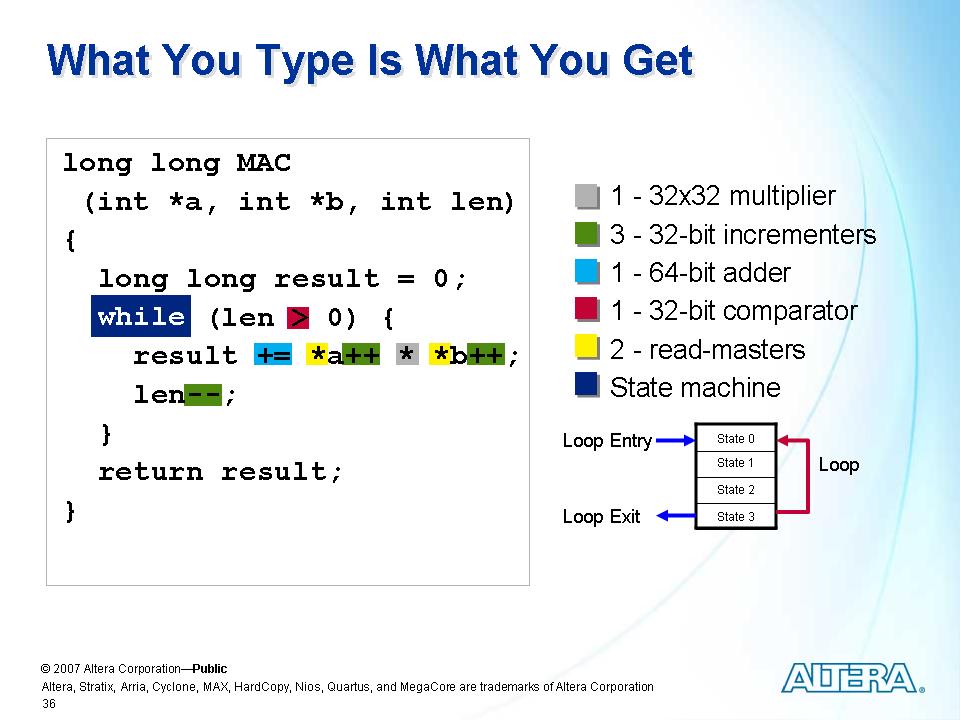 What You Type Is What You Get
long long MAC
(int *a, int *b, int len)
{
long long result = 0;
while (len > 0) {
result += *a++ * *b++;
len--;
}
return result;
}
1 - 32x32 multiplier
3 - 32-bit incrementers
1 - 64-bit adder
1 - 32-bit comparator
2 - read-masters
State machine
Loop Entry
State 0
State 1
State 2
State 3
Loop
Loop Exit
© 2007 Altera Corporation—Public
Altera, Stratix, Arria, Cyclone, MAX, HardCopy, Nios, Quartus, and MegaCore are trademarks of Altera Corporation
36
ALTERA®